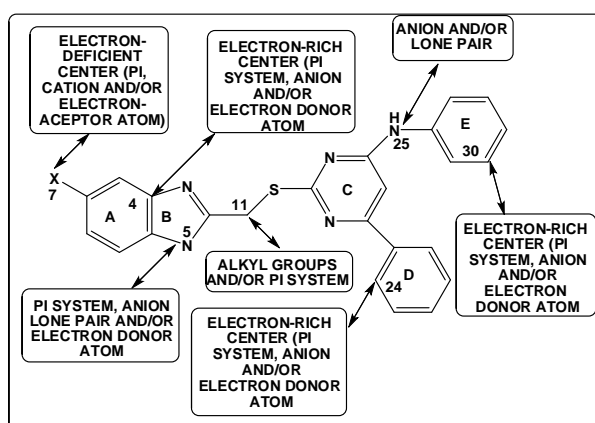 ELECTRON-
DEFICIENT
CENTER (PI,
CATION AND/OR
ELECTRON-
ACEPTOR ATOM)
ELECTRON-RICH
CENTER (PI
SYSTEM, ANION
AND/OR
ELECTRON DONOR
ATOM
ANION AND/OR
LONE PAIR
X
7
A
4
B
N
5
N
11
S
N
N
C
H
N
25
E
30
D
24
ALKYL GROUPS
AND/OR PI SYSTEM
PI SYSTEM, ANION
LONE PAIR AND/OR
ELECTRON DONOR
ATOM
ELECTRON-RICH
CENTER (PI
SYSTEM, ANION
AND/OR
ELECTRON DONOR
ATOM
ELECTRON-RICH
CENTER (PI
SYSTEM, ANION
AND/OR
ELECTRON
DONOR ATOM